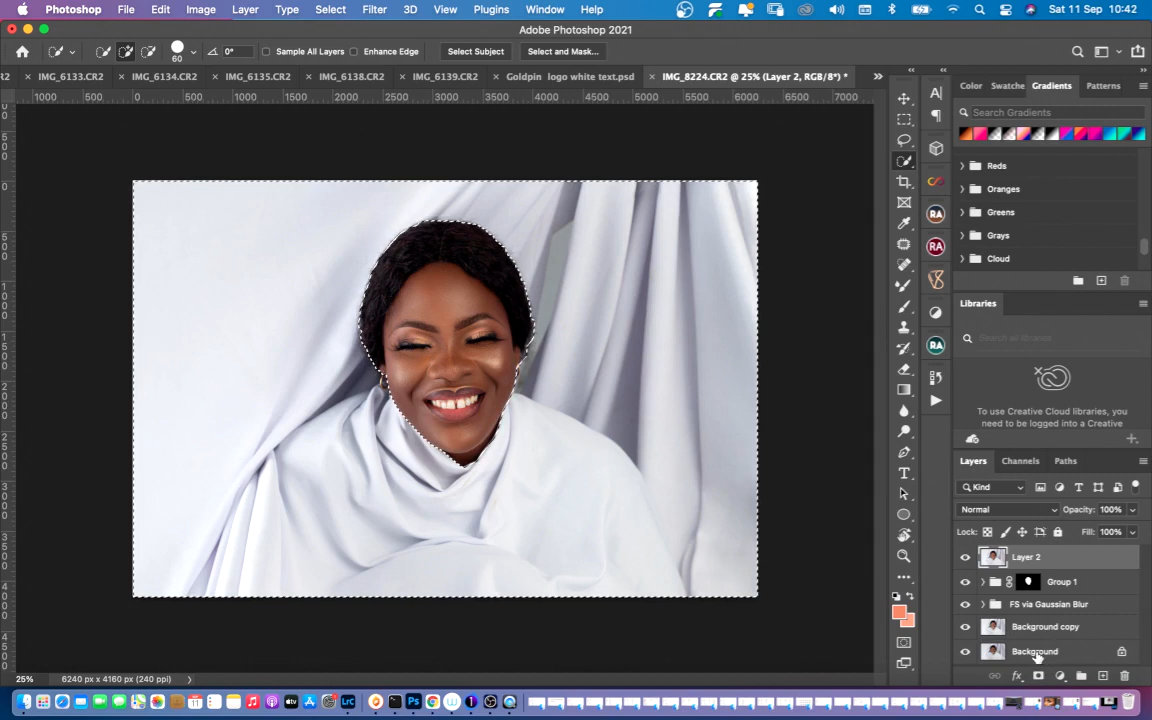 Photoshop File Edit Image Layer Type Select Filter 3D View Plugins Window Help Sat 11 Sep 10:42
Adobe Photoshop 2021
60 0° Sample All Layers Enhance Edge Select Subject Select and Mask...
R2 × IMG_6133.CR2 × IMG_6134.CR2 × IMG_6135.CR2 × IMG_6138.CR2 × IMG_6139.CR2 × Goldpin logo white text.psd × IMG_8224.CR2 @ 25% (Layer 2, RGB/8*) *
1000 500 0 500 1000 1500 2000 2500 3000 3500 4000 4500 5000 5500 6000 6500 7000
Color Swatche Gradients Patterns
Search Gradients
Reds
Oranges
Greens
Grays
Cloud
Libraries
Search all libraries
To use Creative Cloud libraries, you
need to be logged into a Creative
Layers Channels Paths
Kind
Normal Opacity: 100%
Lock: Fill: 100%
Layer 2
Group 1
FS via Gaussian Blur
Background copy
Background
25% 6240 px x 4160 px (240 ppi)